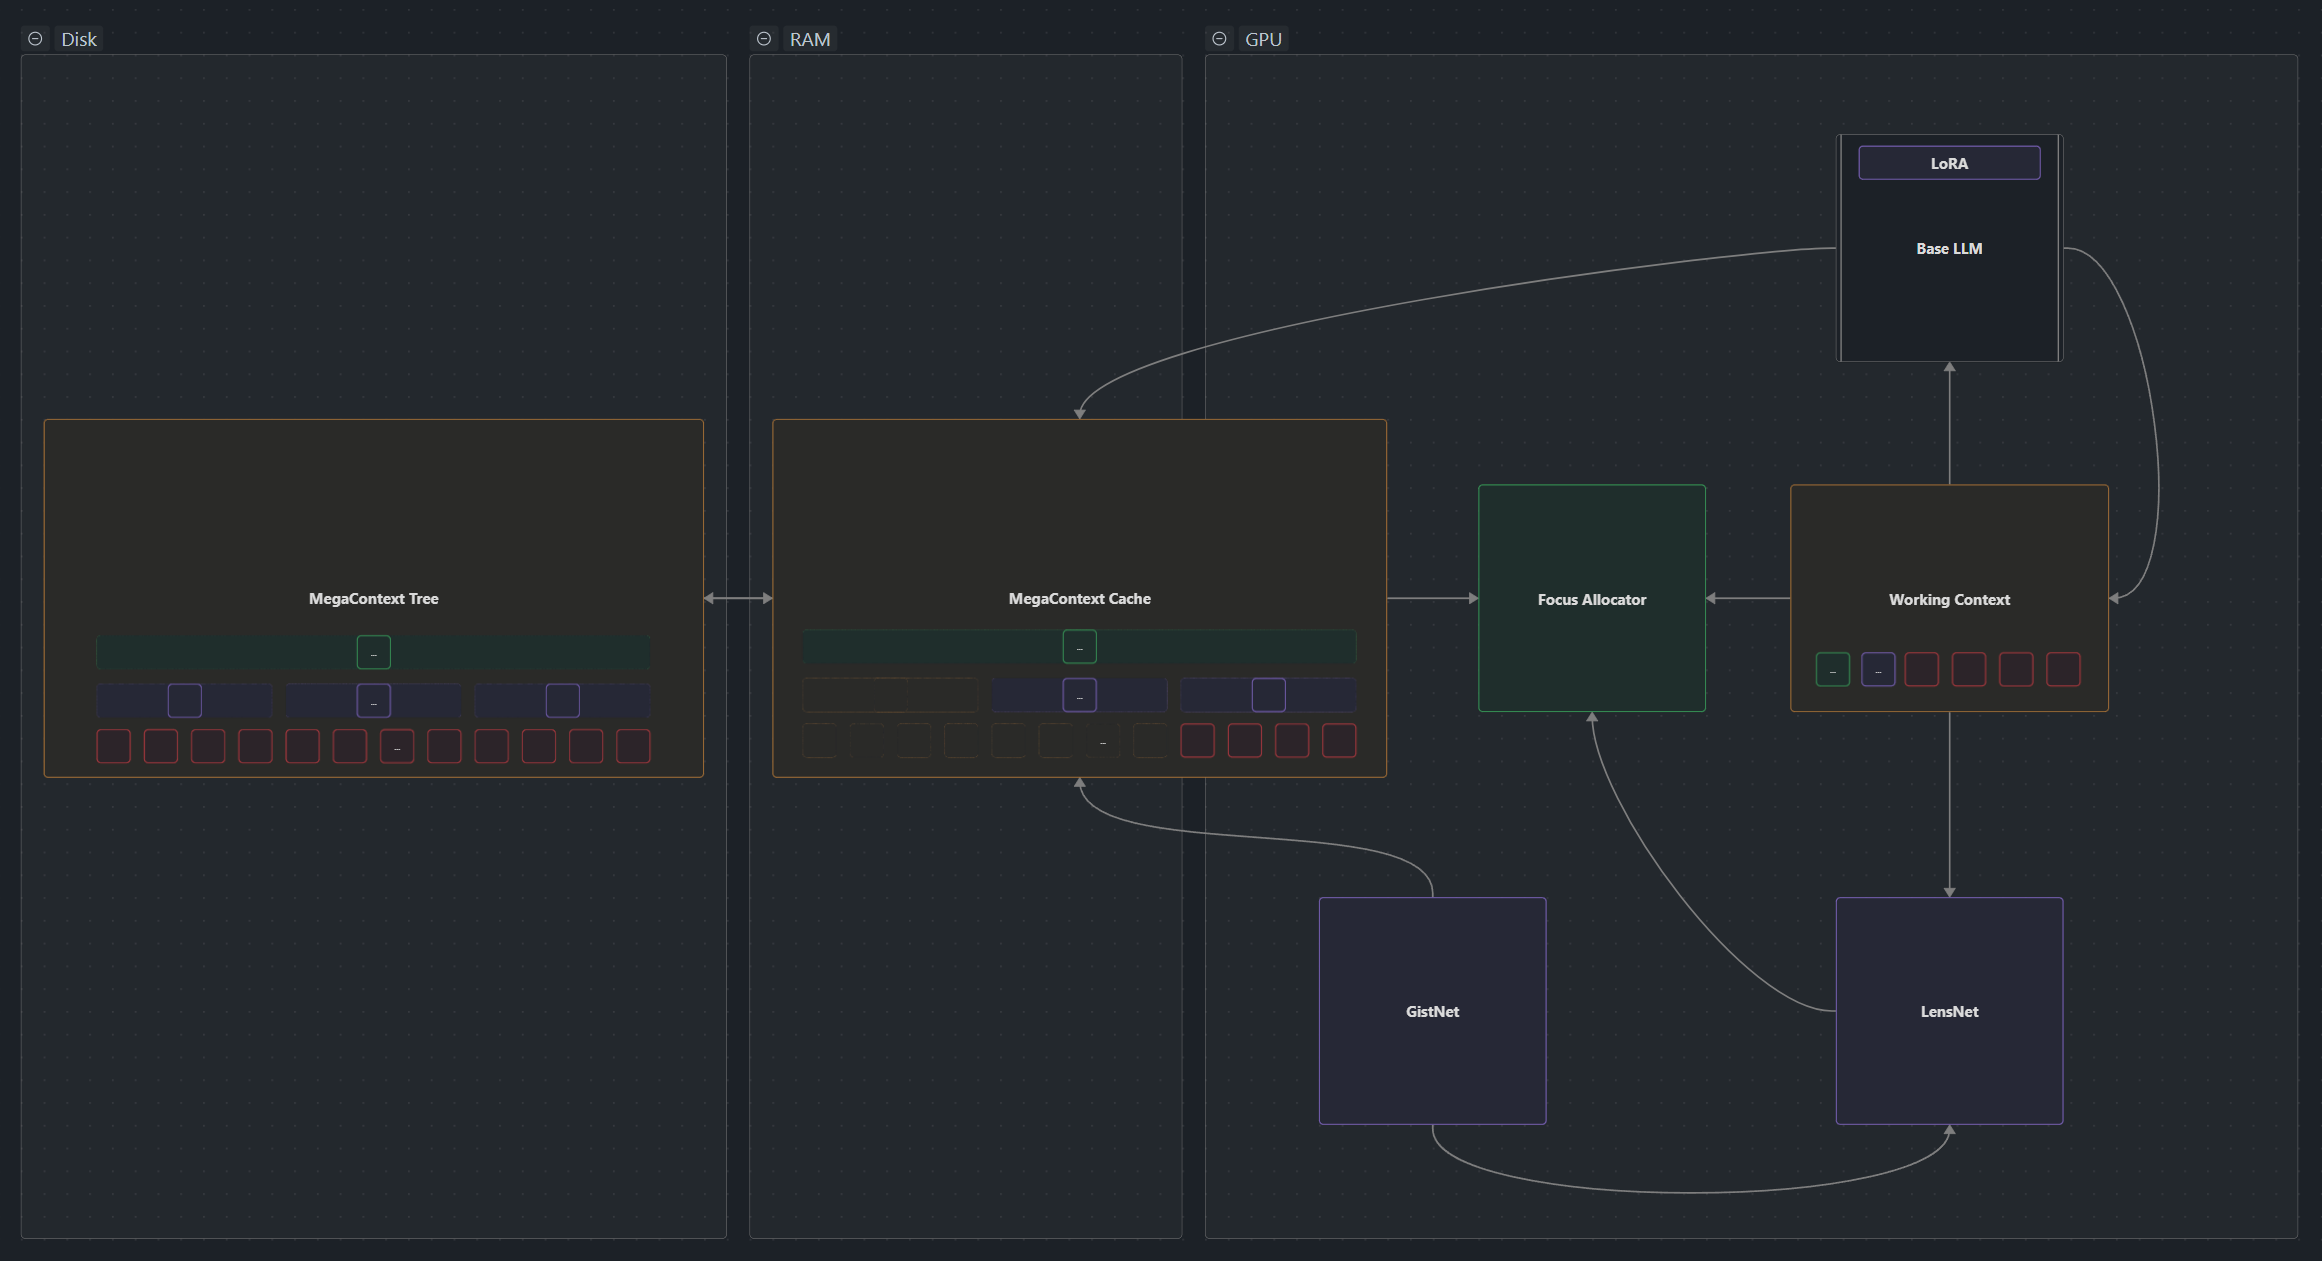 Disk
RAM
GPU
LoRA
Base LLM
MegaContext Tree
...
...
...
MegaContext Cache
...
...
...
Focus Allocator
Working Context
... ...
GistNet
LensNet